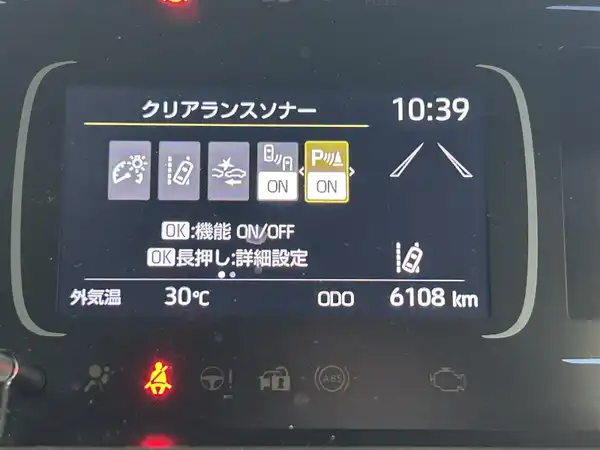 クリアランスソナー 10:39
P
ON ON
OK:機能 ON/OFF
OK長押し:詳細設定
外気温 30℃ ODO 6108 km
ABS